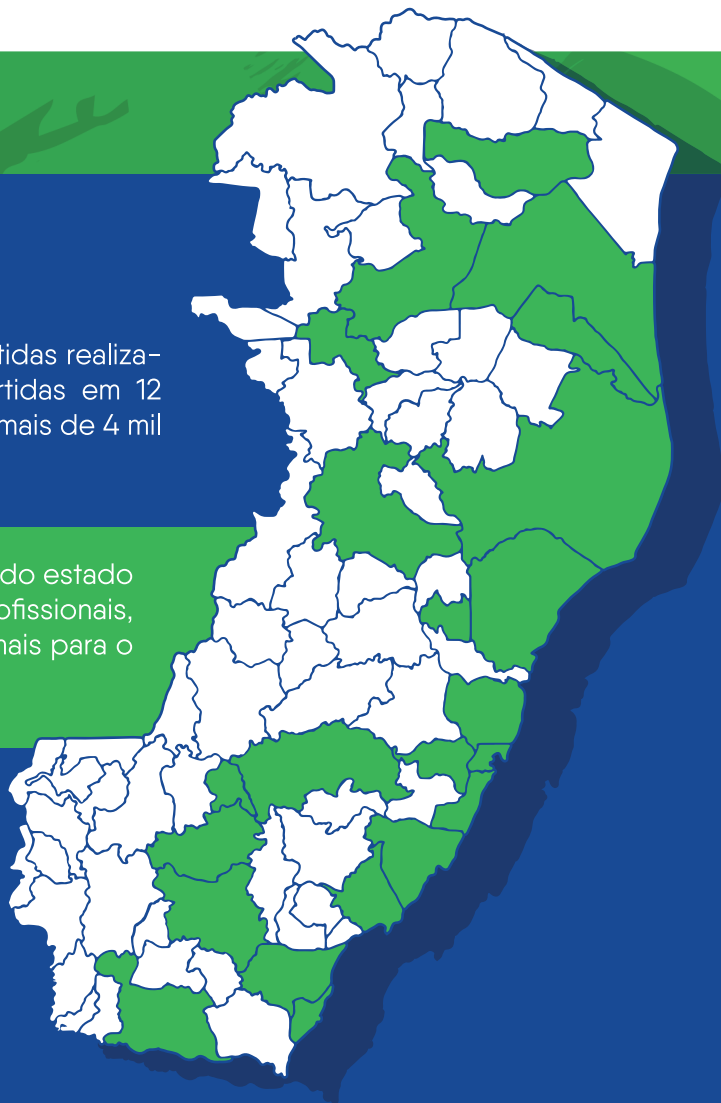 tidas realiza-
rtidas em 12
mais de 4 mil
do estado
ofissionais,
nais para o